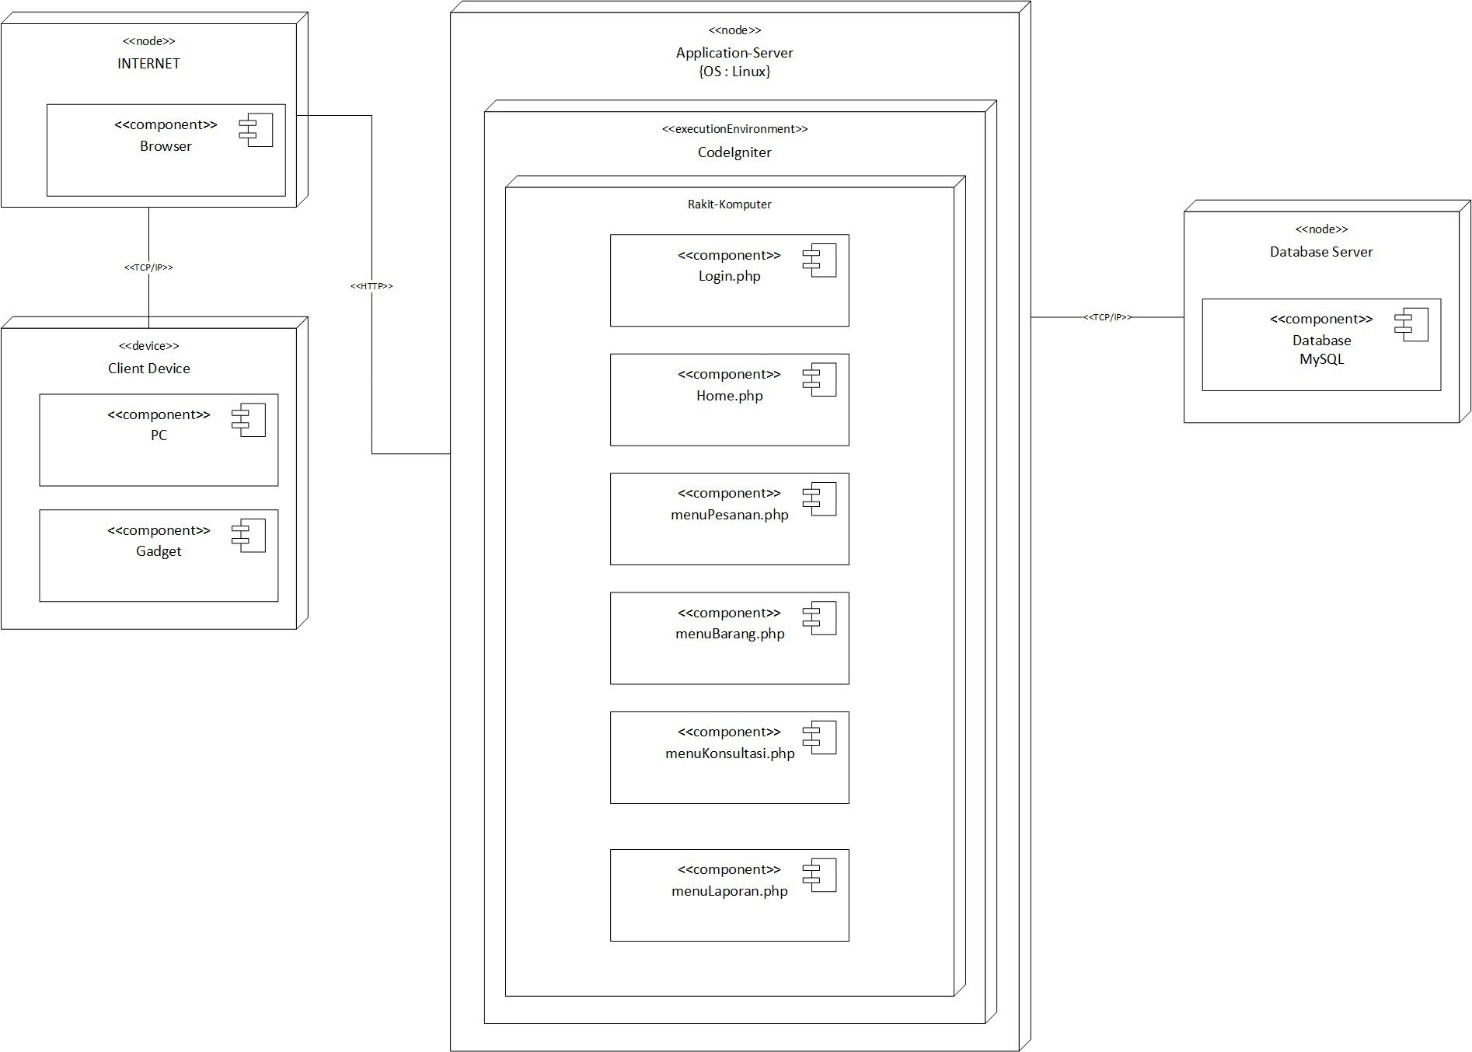 <<node>>
INTERNET
<<component>>
Browser
<<TCP/IP>>
<<HTTP>>
<<device>>
Client Device
<<component>>
PC
<<component>>
Gadget
<<node>>
Application-Server
{OS : Linux}
<<executionEnvironment>>
CodeIgniter
Rakit-Komputer
<<component>>
Login.php
<<component>>
Home.php
<<component>>
menuPesanan.php
<<component>>
menuBarang.php
<<component>>
menuKonsultasi.php
<<component>>
menuLaporan.php
<<TCP/IP>>
<<node>>
Database Server
<<component>>
Database
MySQL